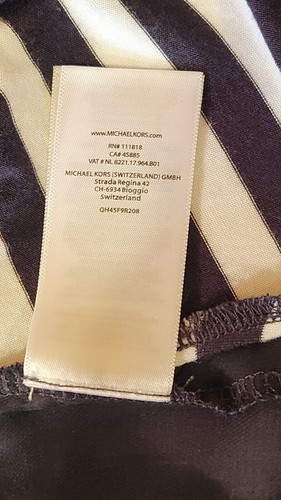 www.MICHAELKORS.com
RN# 111818
CA# 45885
VAT # NL 8221.17.964.B01
MICHAEL KORS (SWITZERLAND) GMBH
Strada Regina 42
CH-6934 Bioggio
Switzerland
QH45F9R208